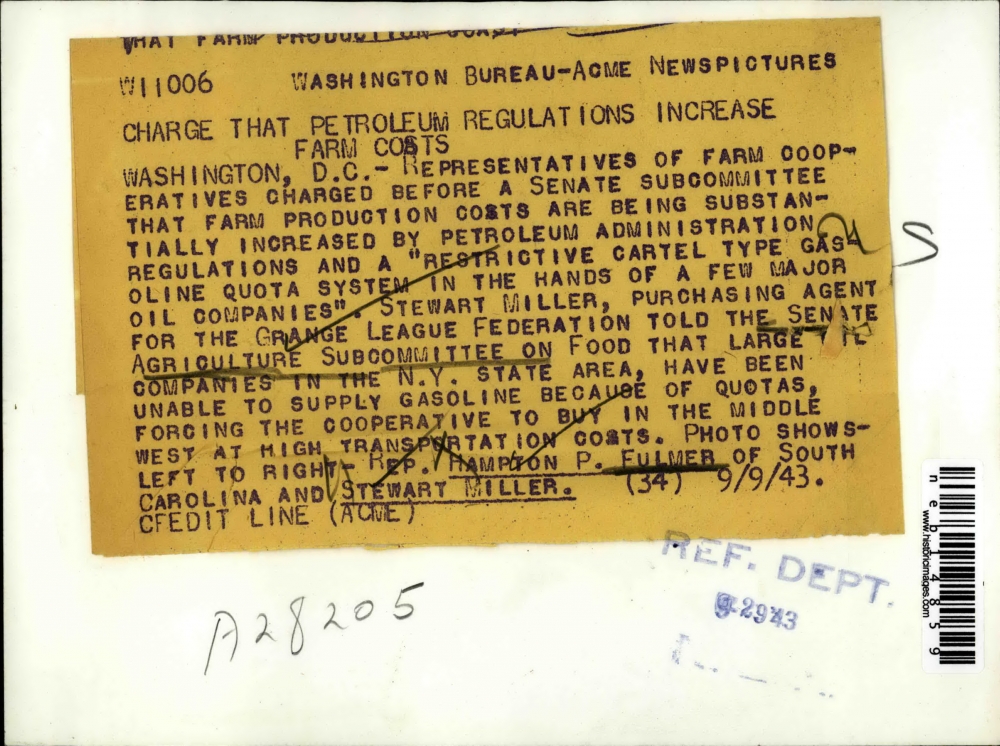 THAT FARM PRODUCTION COST
W11006 WASHINGTON BUREAU-ACME NEWSPICTURES
CHARGE THAT PETROLEUM REGULATIONS INCREASE
FARM COSTS
WASHINGTON, D.C.- REPRESENTATIVES OF FARM COOP-
ERATIVES CHARGED BEFORE A SENATE SUBCOMMITTEE
THAT FARM PRODUCTION COSTS ARE BEING SUBSTAN-
TIALLY INCREASED BY PETROLEUM ADMINISTRATION
REGULATIONS AND A "RESTRICTIVE CARTEL TYPE GAS-
OLINE QUOTA SYSTEM IN THE HANDS OF A FEW MAJOR
OIL COMPANIES". STEWART MILLER, PURCHASING AGENT
FOR THE GRANGE LEAGUE FEDERATION TOLD THE SENATE
AGRICULTURE SUBCOMMITTEE ON FOOD THAT LARGE OIL
COMPANIES IN THE N.Y. STATE AREA, HAVE BEEN
UNABLE TO SUPPLY GASOLINE BECAUSE OF QUOTAS,
FORCING THE COOPERATIVE TO BUY IN THE MIDDLE
WEST AT HIGH TRANSPORTATION COSTS. PHOTO SHOWS-
LEFT TO RIGHT- REP. HAMPTON P. FULMER OF SOUTH
CAROLINA AND STEWART MILLER. (34) 9/9/43.
CREDIT LINE (ACME)
REF. DEPT.
A28205
neb14859
www.historicimages.com